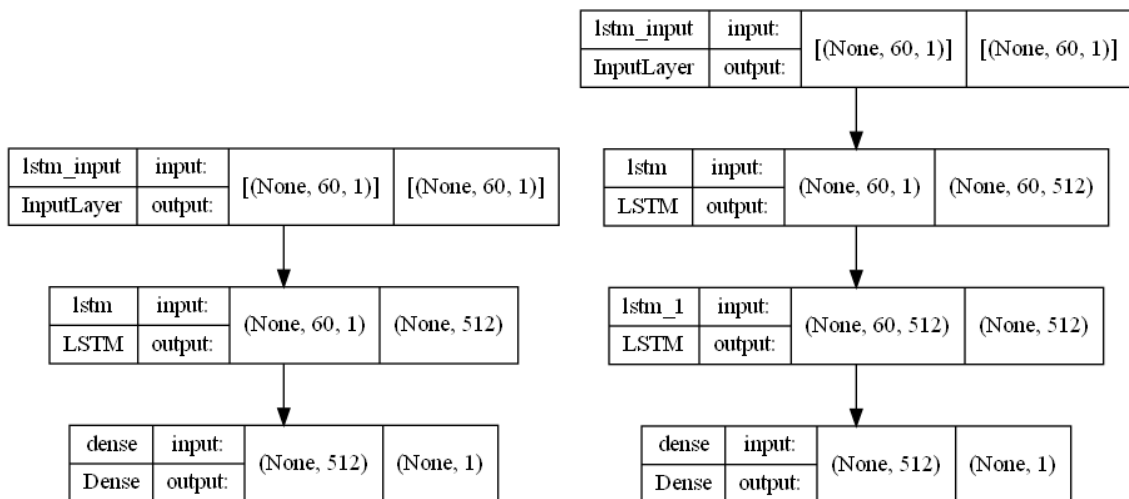 lstm_input input: [(None, 60, 1)] [(None, 60, 1)]
InputLayer output:
lstm input: (None, 60, 1) (None, 512)
LSTM output:
dense input: (None, 512) (None, 1)
Dense output:
lstm_input input: [(None, 60, 1)] [(None, 60, 1)]
InputLayer output:
lstm input: (None, 60, 1) (None, 60, 512)
LSTM output:
lstm_1 input: (None, 60, 512) (None, 512)
LSTM output:
dense input: (None, 512) (None, 1)
Dense output: